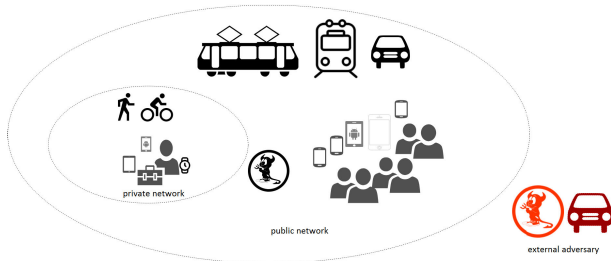 private network
public network
external adversary